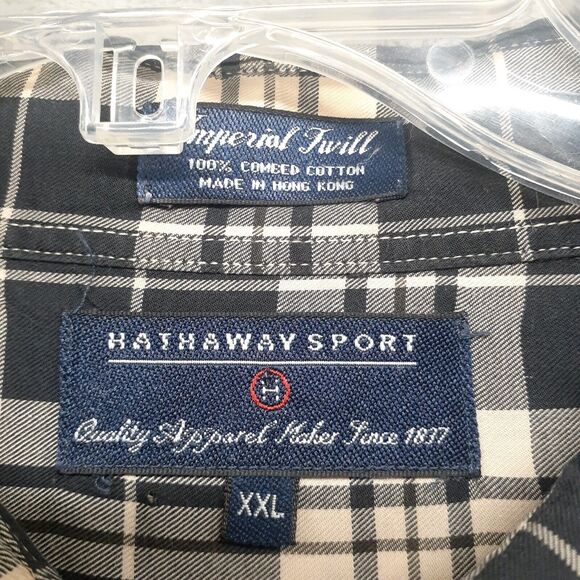 Imperial Twill
100% COMBED COTTON
MADE IN HONG KONG
HATHAWAY SPORT
H
Quality Apparel Maker Since 1837
XXL